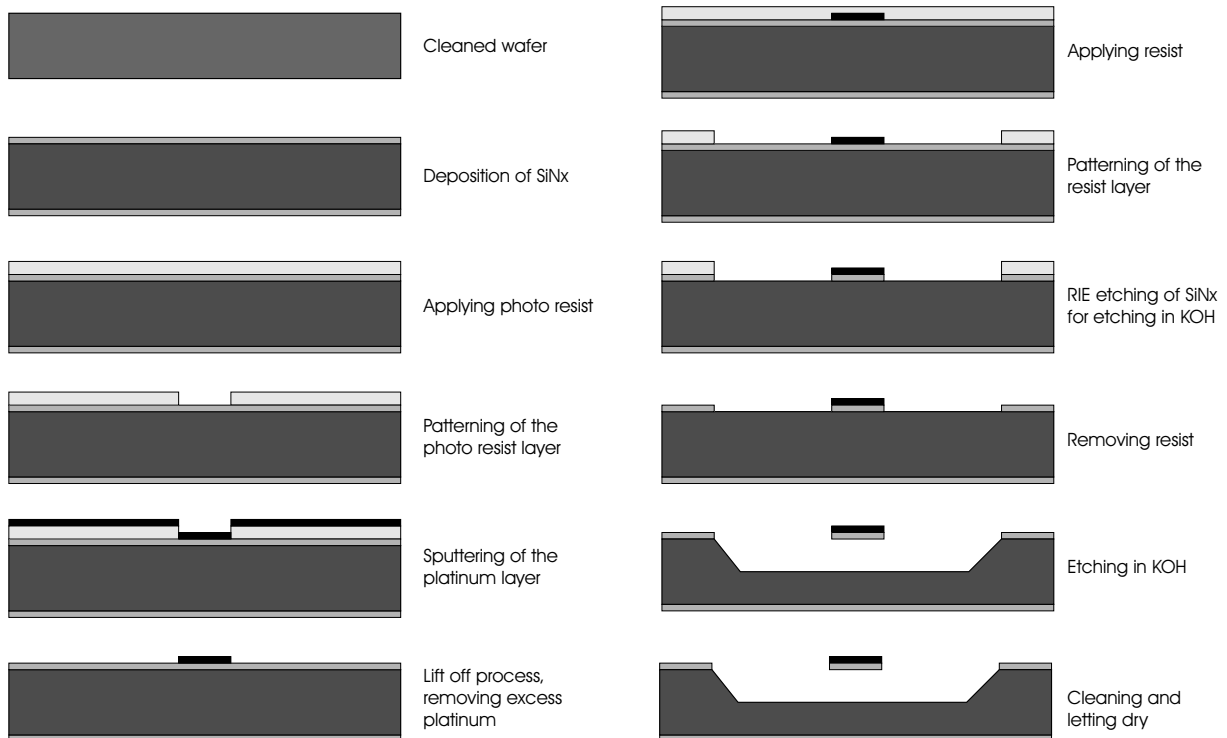 Cleaned wafer
Deposition of SiNx
Applying photo resist
Patterning of the
photo resist layer
Sputtering of the
platinum layer
Lift off process,
removing excess
platinum
Applying resist
Patterning of the
resist layer
RIE etching of SiNx
for etching in KOH
Removing resist
Etching in KOH
Cleaning and
letting dry